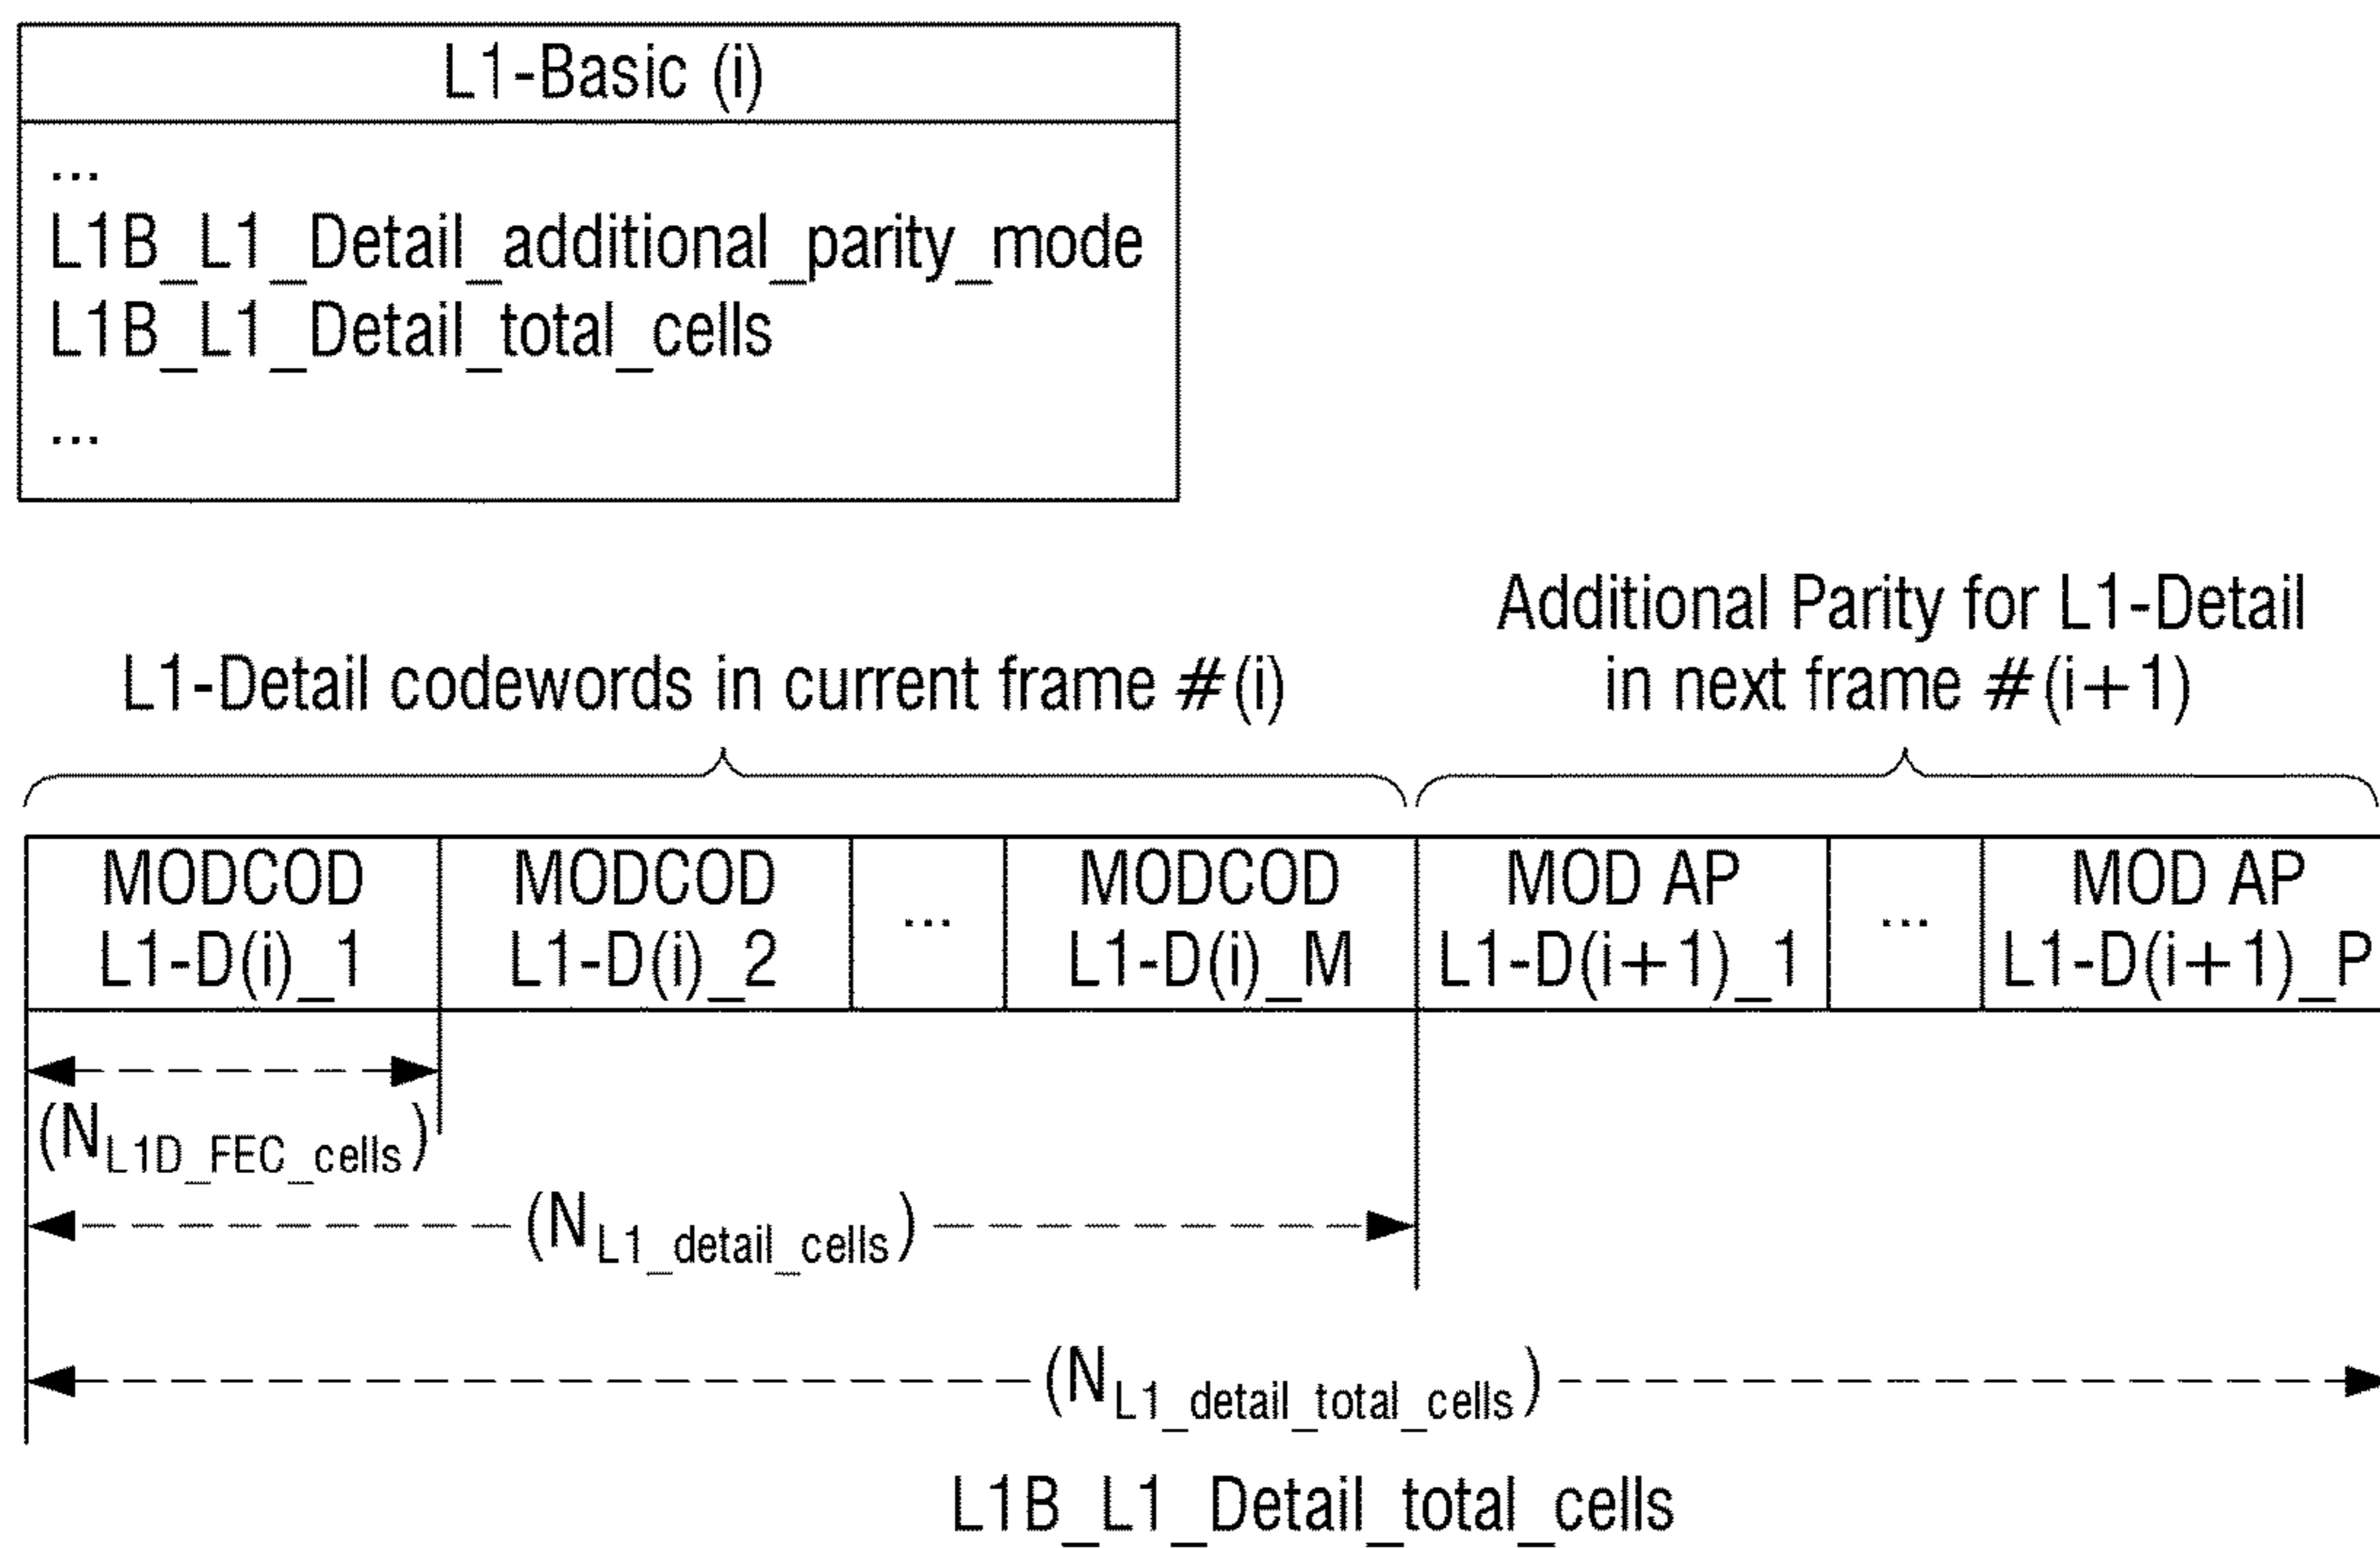 L1-Basic (i)
...
L1B_L1_Detail_additional_parity_mode
L1B_L1_Detail_total_cells
...
L1-Detail codewords in current frame #(i)
Additional Parity for L1-Detail
in next frame #(i+1)
MODCOD
L1-D(i)_1
MODCOD
L1-D(i)_2
...
MODCOD
L1-D(i)_M
MOD AP
L1-D(i+1)_1
...
MOD AP
L1-D(i+1)_P
(NL1D_FEC_cells)
(NL1_detail_cells)
(NL1_detail_total_cells)
L1B_L1_Detail_total_cells